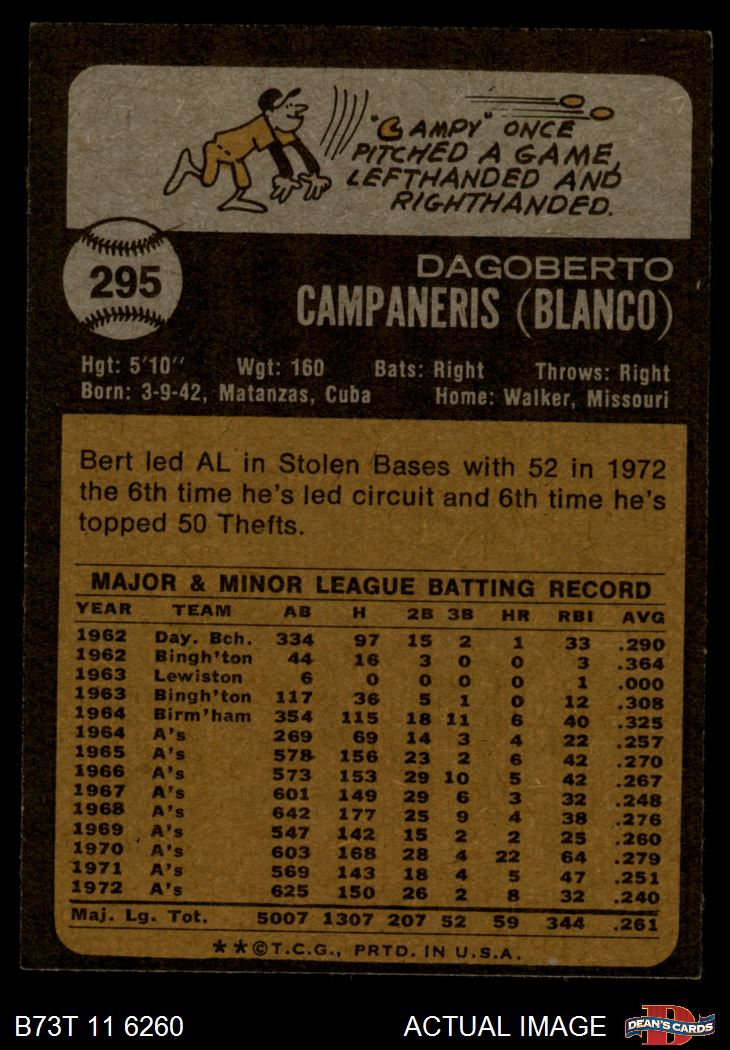 "CAMPY" ONCE
PITCHED A GAME,
LEFTHANDED AND
RIGHTHANDED.
295
DAGOBERTO
CAMPANERIS (BLANCO)
Hgt: 5'10" Wgt: 160 Bats: Right Throws: Right
Born: 3-9-42, Matanzas, Cuba Home: Walker, Missouri
Bert led AL in Stolen Bases with 52 in 1972
the 6th time he's led circuit and 6th time he's
topped 50 Thefts.
MAJOR & MINOR LEAGUE BATTING RECORD
YEAR TEAM AB H 2B 3B HR RBI AVG
1962 Day. Bch. 334 97 15 2 1 33 .290
1962 Bingh'ton 44 16 3 0 0 3 .364
1963 Lewiston 6 0 0 0 0 1 .000
1963 Bingh'ton 117 36 5 1 0 12 .308
1964 Birm'ham 354 115 18 11 6 40 .325
1964 A's 269 69 14 3 4 22 .257
1965 A's 578 156 23 2 6 42 .270
1966 A's 573 153 29 10 5 42 .267
1967 A's 601 149 29 6 3 32 .248
1968 A's 642 177 25 9 4 38 .276
1969 A's 547 142 15 2 2 25 .260
1970 A's 603 168 28 4 22 64 .279
1971 A's 569 143 18 4 5 47 .251
1972 A's 625 150 26 2 8 32 .240
Maj. Lg. Tot. 5007 1307 207 52 59 344 .261
**©T.C.G., PRTD. IN U.S.A.
B73T 11 6260 ACTUAL IMAGE D DEAN'S CARDS